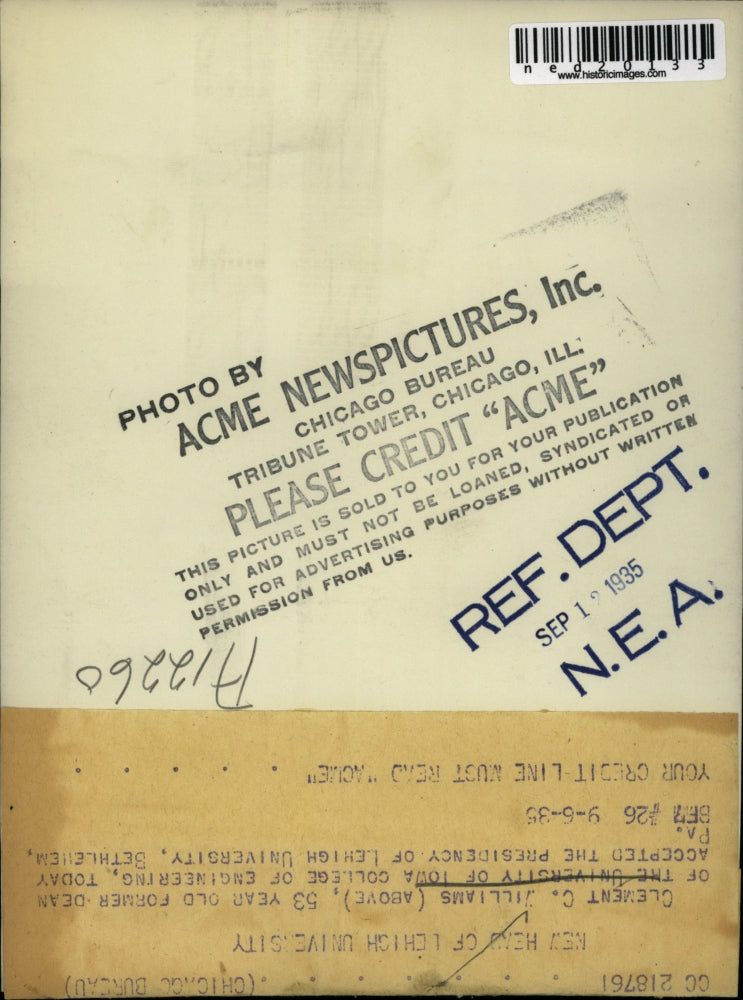 ned20133
www.historicimages.com
PHOTO BY
ACME NEWSPICTURES, Inc.
CHICAGO BUREAU
TRIBUNE TOWER, CHICAGO, ILL.
PLEASE CREDIT "ACME"
THIS PICTURE IS SOLD TO YOU FOR YOUR PUBLICATION
ONLY AND MUST NOT BE LOANED, SYNDICATED OR
USED FOR ADVERTISING PURPOSES WITHOUT WRITTEN
PERMISSION FROM US.
REF. DEPT.
SEP 1 1935
N.E.A.
A12260
CC 218761 . . . . . . . (CHICAGO BUREAU)
NEW HEAD OF LEHIGH UNIVERSITY
CLEMENT C. WILLIAMS (ABOVE), 53 YEAR OLD FORMER DEAN
OF THE UNIVERSITY OF IOWA COLLEGE OF ENGINEERING, TODAY
ACCEPTED THE PRESIDENCY OF LEHIGH UNIVERSITY, BETHLEHEM,
PA.
#26 9-6-35
YOUR CREDIT-LINE MUST READ "ACME" . . . . .